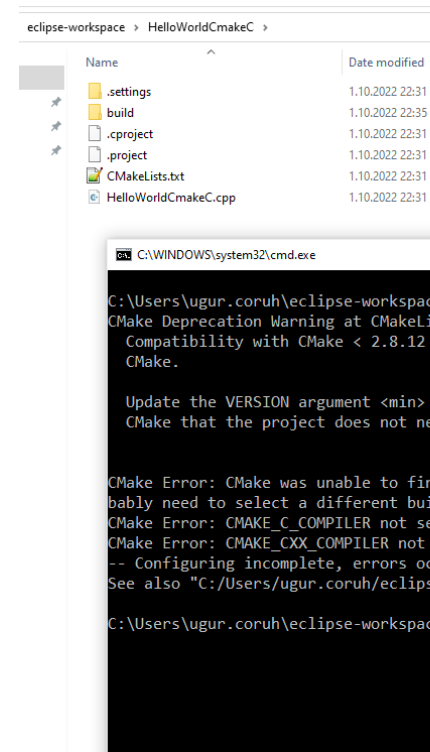 eclipse-workspace › HelloWorldCmakeC ›
Name Date modified
.settings 1.10.2022 22:31
build 1.10.2022 22:35
.cproject 1.10.2022 22:31
.project 1.10.2022 22:31
CMakeLists.txt 1.10.2022 22:31
HelloWorldCmakeC.cpp 1.10.2022 22:31
C:\WINDOWS\system32\cmd.exe
C:\Users\ugur.coruh\eclipse-workspac
CMake Deprecation Warning at CMakeLi
Compatibility with CMake < 2.8.12
CMake.
Update the VERSION argument <min>
CMake that the project does not ne
CMake Error: CMake was unable to fin
bably need to select a different bui
CMake Error: CMAKE_C_COMPILER not se
CMake Error: CMAKE_CXX_COMPILER not
-- Configuring incomplete, errors oc
See also "C:/Users/ugur.coruh/eclips
C:\Users\ugur.coruh\eclipse-workspac